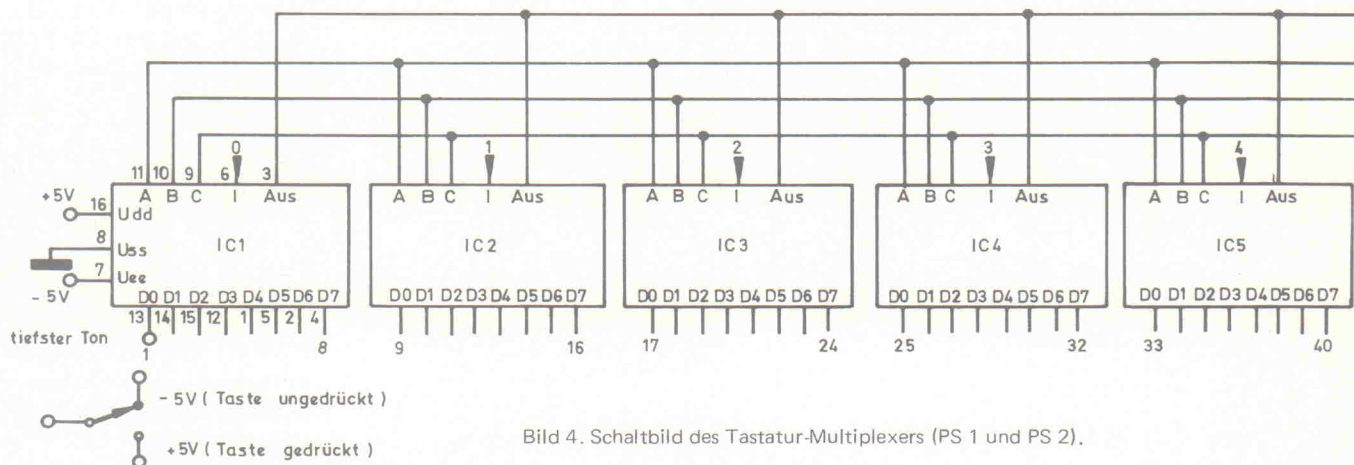 0 1 2 3 4
11 10 9 6 3
A B C I Aus
A B C I Aus
A B C I Aus
A B C I Aus
A B C I Aus
+5V 16 Udd
8 Uss
7 Uee
- 5V
IC1
IC2
IC3
IC4
IC5
D0 D1 D2 D3 D4 D5 D6 D7
D0 D1 D2 D3 D4 D5 D6 D7
D0 D1 D2 D3 D4 D5 D6 D7
D0 D1 D2 D3 D4 D5 D6 D7
D0 D1 D2 D3 D4 D5 D6 D7
13 14 15 12 1 5 2 4
tiefster Ton
1 8
9 16
17 24
25 32
33 40
- 5V ( Taste ungedrückt )
+5V ( Taste gedrückt )
Bild 4. Schaltbild des Tastatur-Multiplexers (PS 1 und PS 2).